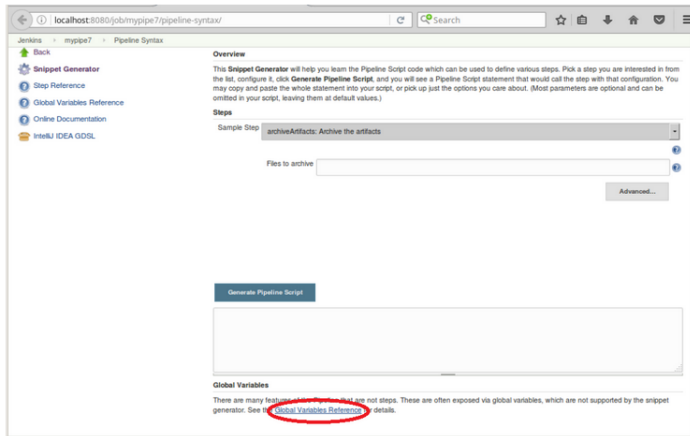 localhost:8080/job/mypipe7/pipeline-syntax/
Search
Jenkins mypipe7 Pipeline Syntax
Back
Snippet Generator
Step Reference
Global Variables Reference
Online Documentation
IntelliJ IDEA GDSL
Overview
This Snippet Generator will help you learn the Pipeline Script code which can be used to define various steps. Pick a step you are interested in from
the list, configure it, click Generate Pipeline Script, and you will see a Pipeline Script statement that would call the step with that configuration. You
may copy and paste the whole statement into your script, or pick up just the options you care about. (Most parameters are optional and can be
omitted in your script, leaving them at default values.)
Steps
Sample Step archiveArtifacts: Archive the artifacts
Files to archive
Advanced...
Generate Pipeline Script
Global Variables
There are many features of the Pipeline that are not steps. These are often exposed via global variables, which are not supported by the snippet
generator. See the Global Variables Reference for details.